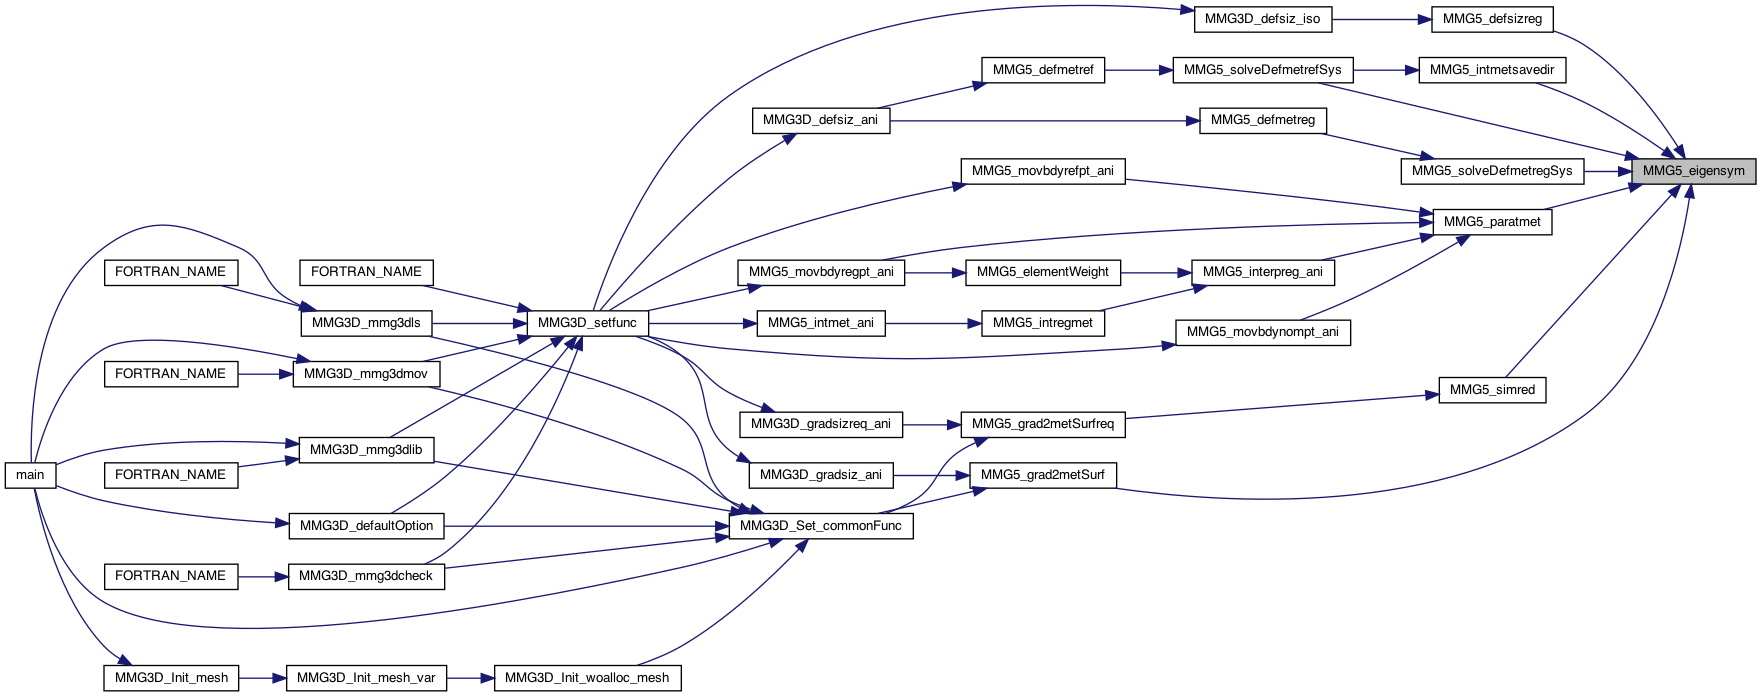 MMG3D_defsiz_iso
MMG5_defsizreg
MMG5_defmetref
MMG5_solveDefmetrefSys
MMG5_intmetsavedir
MMG3D_defsiz_ani
MMG5_defmetreg
MMG5_movbdyrefpt_ani
MMG5_solveDefmetregSys
MMG5_eigensym
MMG5_paratmet
FORTRAN_NAME
FORTRAN_NAME
MMG5_movbdyregpt_ani
MMG5_elementWeight
MMG5_interpreg_ani
MMG3D_mmg3dls
MMG3D_setfunc
MMG5_intmet_ani
MMG5_intregmet
MMG5_movbdynompt_ani
FORTRAN_NAME
MMG3D_mmg3dmov
MMG5_simred
MMG3D_gradsizreq_ani
MMG5_grad2metSurfreq
MMG3D_mmg3dlib
main
FORTRAN_NAME
MMG3D_gradsiz_ani
MMG5_grad2metSurf
MMG3D_defaultOption
MMG3D_Set_commonFunc
FORTRAN_NAME
MMG3D_mmg3dcheck
MMG3D_Init_mesh
MMG3D_Init_mesh_var
MMG3D_Init_woalloc_mesh